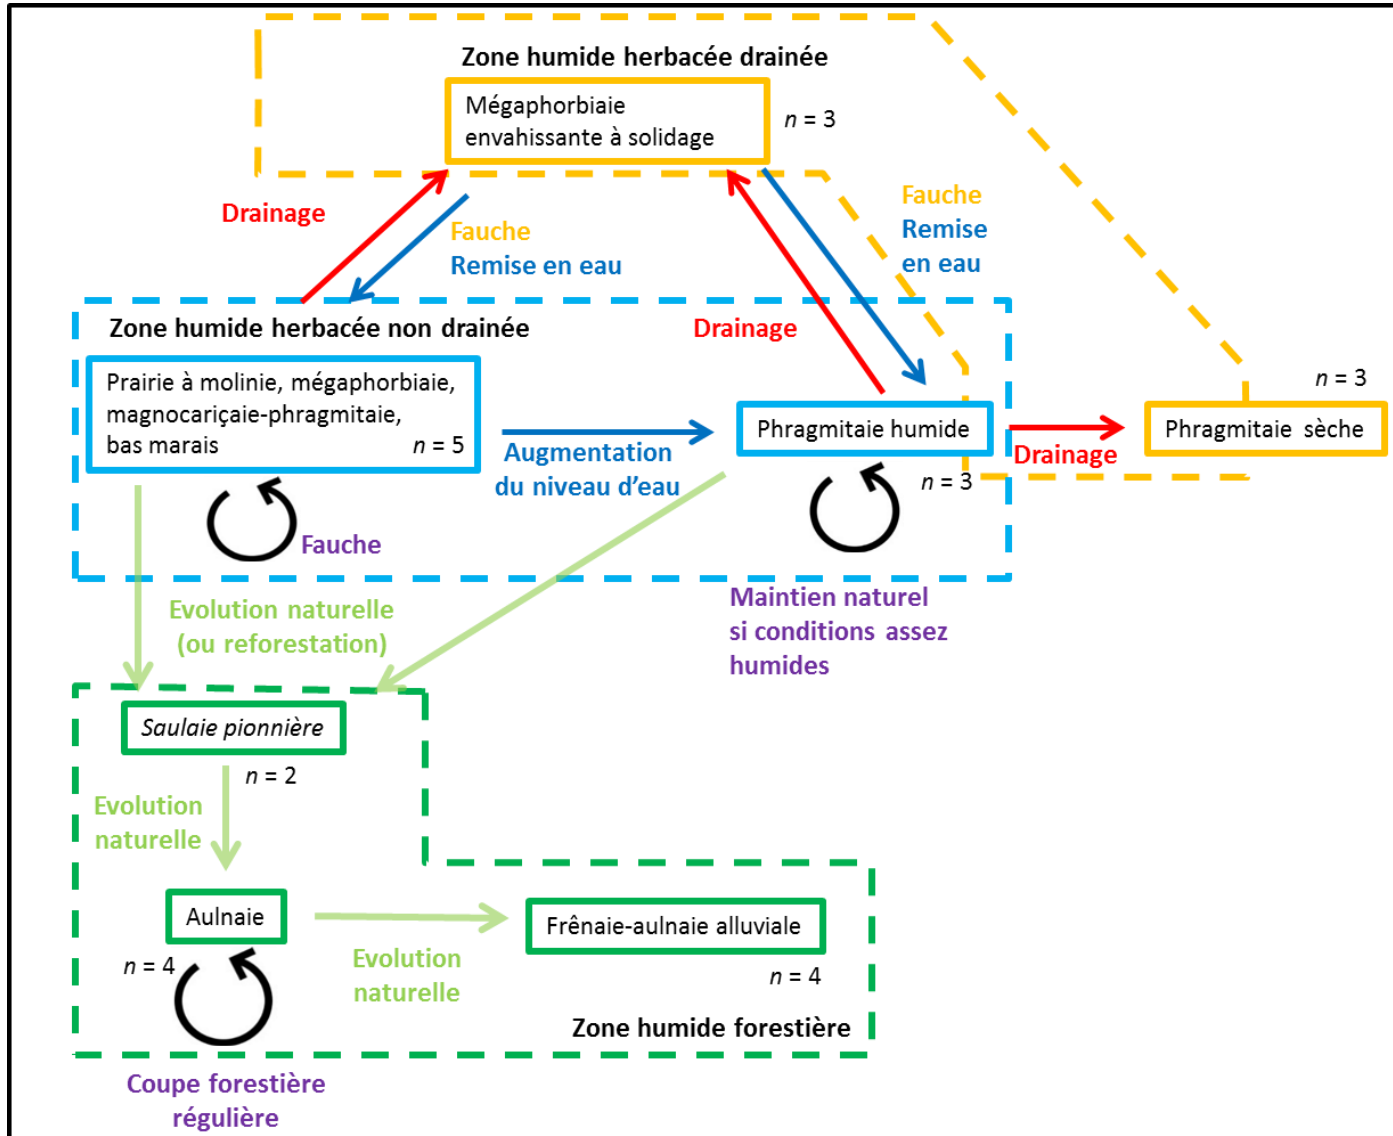 Zone humide herbacée drainée
Mégaphorbiaie
envahissante à solidage
n = 3
Drainage
Fauche
Remise en eau
Fauche
Remise
en eau
Drainage
Zone humide herbacée non drainée
Prairie à molinie, mégaphorbiaie,
magnocariçaie-phragmitaie,
bas marais
n = 5
Augmentation
du niveau d'eau
Phragmitaie humide
n = 3
Drainage
n = 3
Phragmitaie sèche
Fauche
Maintien naturel
si conditions assez
humides
Evolution naturelle
(ou reforestation)
Saulaie pionnière
n = 2
Evolution
naturelle
Aulnaie
n = 4
Evolution
naturelle
Frênaie-aulnaie alluviale
n = 4
Zone humide forestière
Coupe forestière
régulière